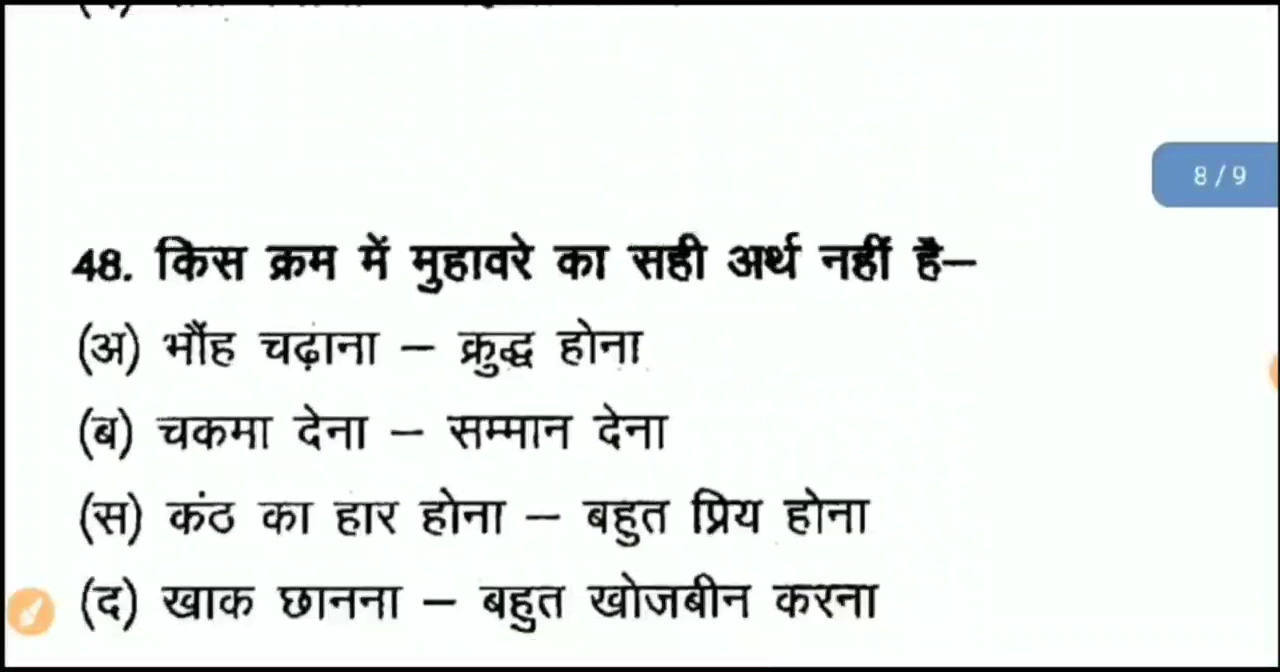 8 / 9
48. किस क्रम में मुहावरे का सही अर्थ नहीं है–
(अ) भौंह चढ़ाना – क्रुद्ध होना
(ब) चकमा देना – सम्मान देना
(स) कंठ का हार होना – बहुत प्रिय होना
(द) खाक छानना – बहुत खोजबीन करना